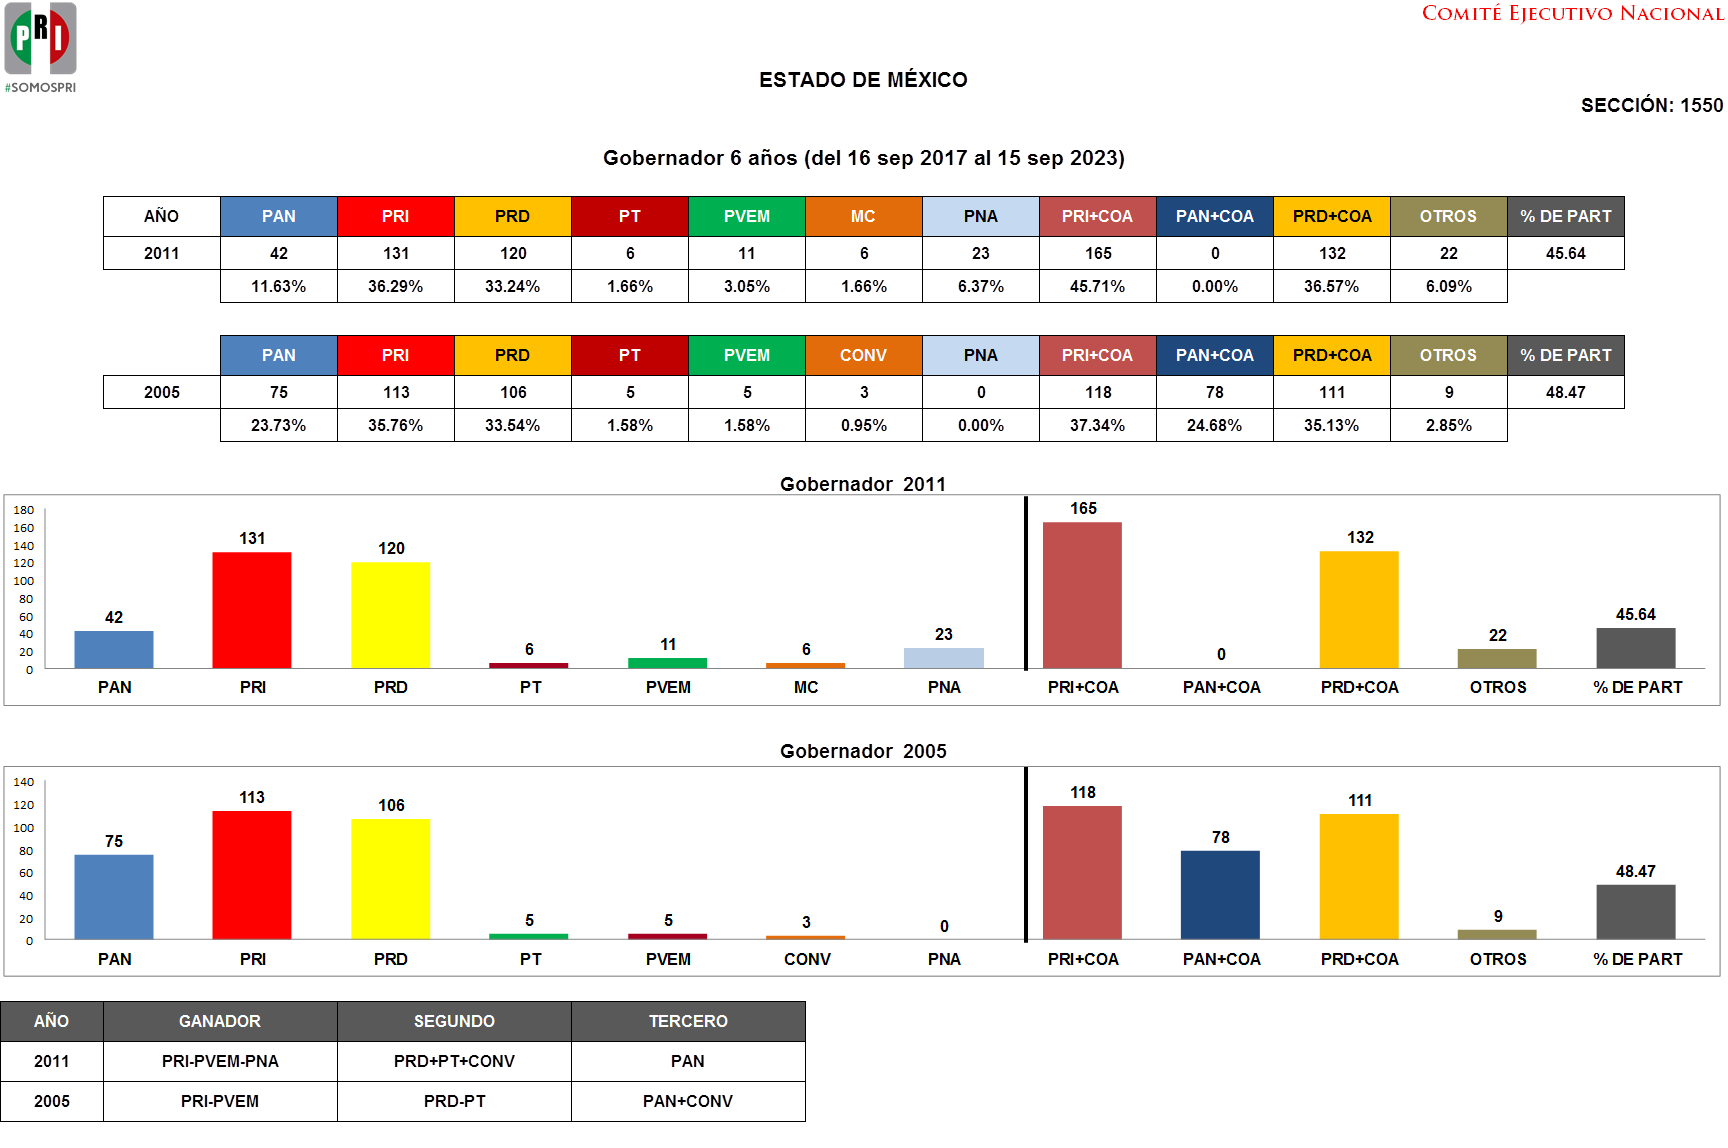 PRI
#SOMOSPRI
COMITÉ EJECUTIVO NACIONAL
ESTADO DE MÉXICO
SECCIÓN: 1550
Gobernador 6 años (del 16 sep 2017 al 15 sep 2023)
AÑO PAN PRI PRD PT PVEM MC PNA PRI+COA PAN+COA PRD+COA OTROS % DE PART
2011 42 131 120 6 11 6 23 165 0 132 22 45.64
11.63% 36.29% 33.24% 1.66% 3.05% 1.66% 6.37% 45.71% 0.00% 36.57% 6.09%
PAN PRI PRD PT PVEM CONV PNA PRI+COA PAN+COA PRD+COA OTROS % DE PART
2005 75 113 106 5 5 3 0 118 78 111 9 48.47
23.73% 35.76% 33.54% 1.58% 1.58% 0.95% 0.00% 37.34% 24.68% 35.13% 2.85%
Gobernador 2011
180
160
140
120
100
80
60
40
20
0
42 131 120 6 11 6 23 165 0 132 22 45.64
PAN PRI PRD PT PVEM MC PNA PRI+COA PAN+COA PRD+COA OTROS % DE PART
Gobernador 2005
140
120
100
80
60
40
20
0
75 113 106 5 5 3 0 118 78 111 9 48.47
PAN PRI PRD PT PVEM CONV PNA PRI+COA PAN+COA PRD+COA OTROS % DE PART
AÑO GANADOR SEGUNDO TERCERO
2011 PRI-PVEM-PNA PRD+PT+CONV PAN
2005 PRI-PVEM PRD-PT PAN+CONV